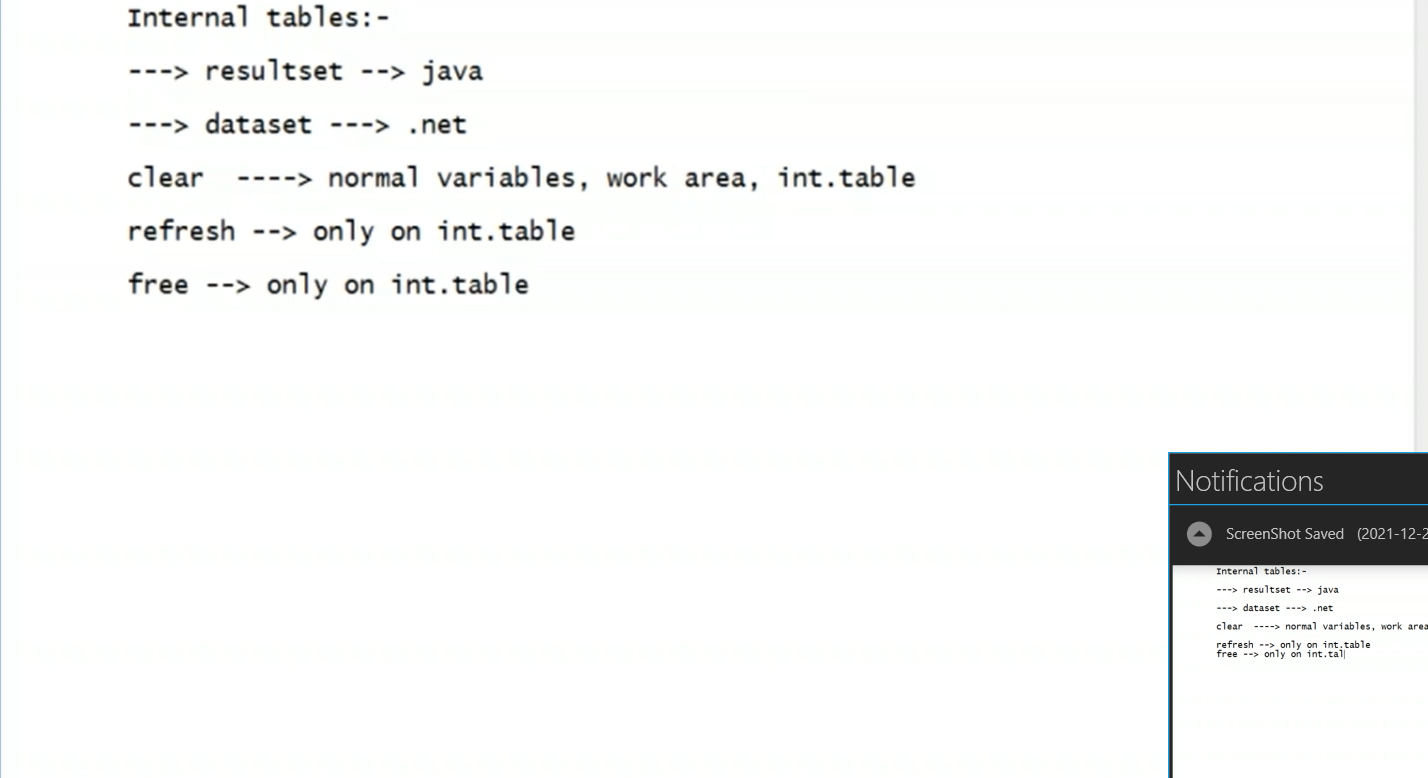 Internal tables:-
---> resultset --> java
---> dataset ---> .net
clear  ----> normal variables, work area, int.table
refresh --> only on int.table
free --> only on int.table
Notifications
ScreenShot Saved (2021-12-2
Internal tables:-
---> resultset --> java
---> dataset ---> .net
clear  ----> normal variables, work area
refresh --> only on int.table
free --> only on int.tal